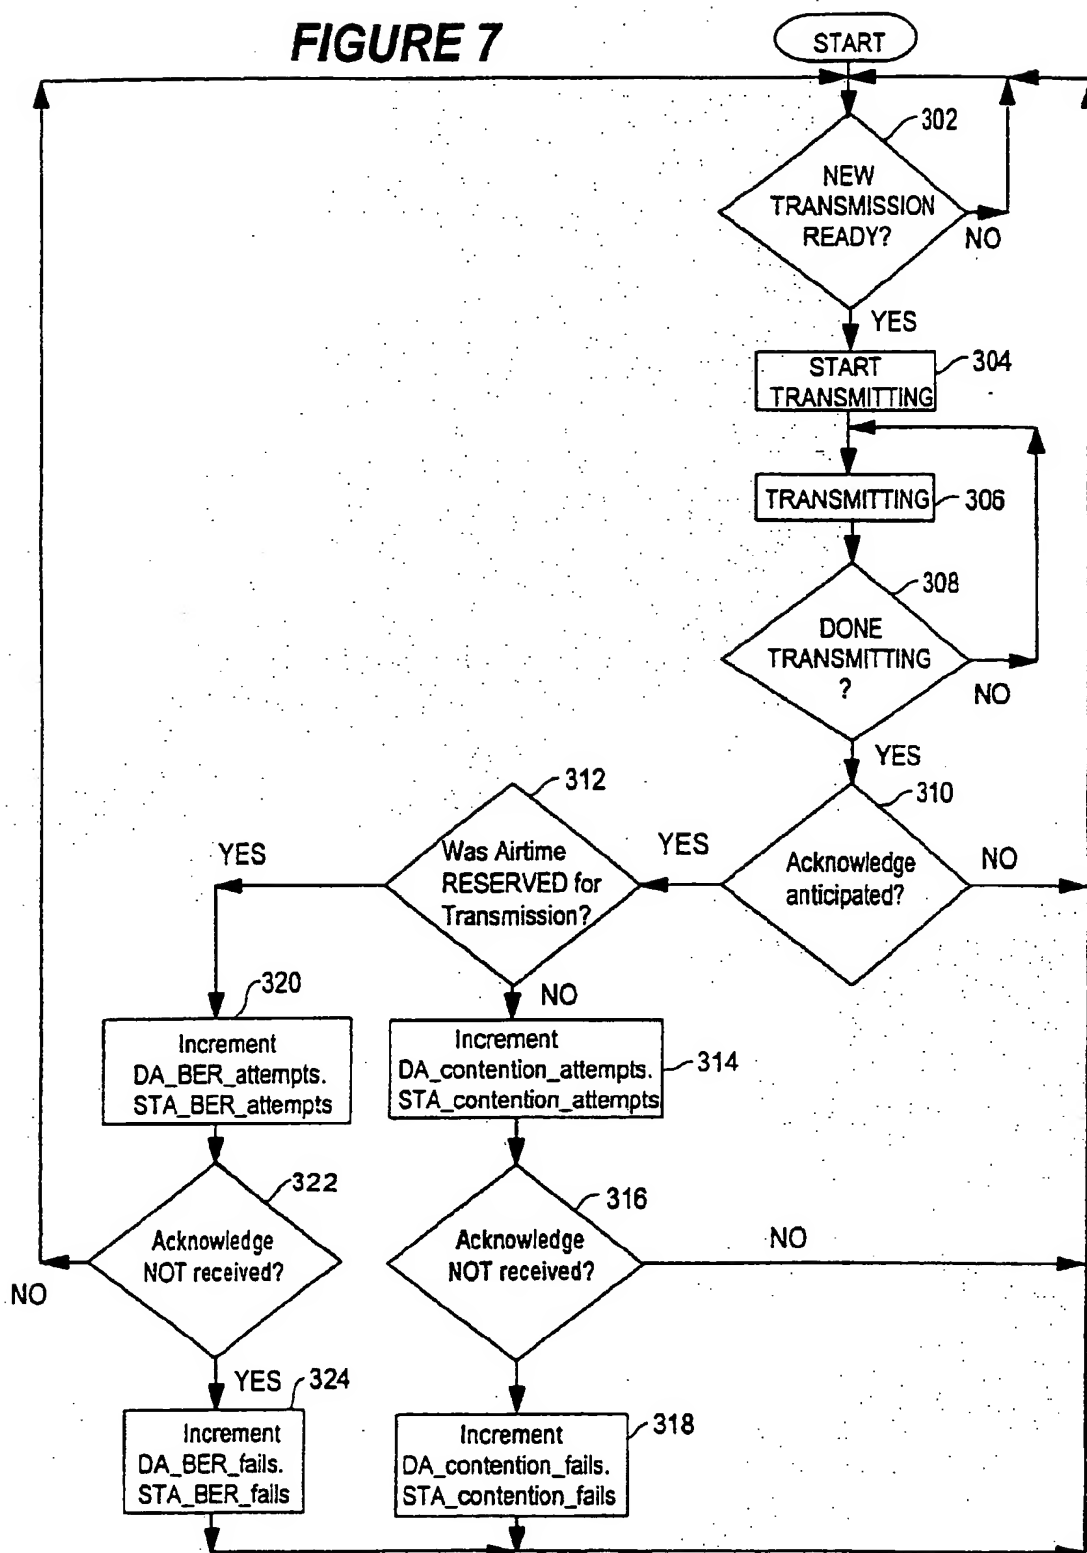 FIGURE 7
START
302
NEW
TRANSMISSION
READY?
NO
YES
START
TRANSMITTING
304
TRANSMITTING
306
308
DONE
TRANSMITTING
?
NO
YES
310
Acknowledge
anticipated?
NO
YES
312
Was Airtime
RESERVED for
Transmission?
YES
NO
320
Increment
DA_BER_attempts.
STA_BER_attempts
Increment
DA_contention_attempts.
STA_contention_attempts
314
322
Acknowledge
NOT received?
NO
YES
316
Acknowledge
NOT received?
NO
324
Increment
DA_BER_fails.
STA_BER_fails
318
Increment
DA_contention_fails.
STA_contention_fails